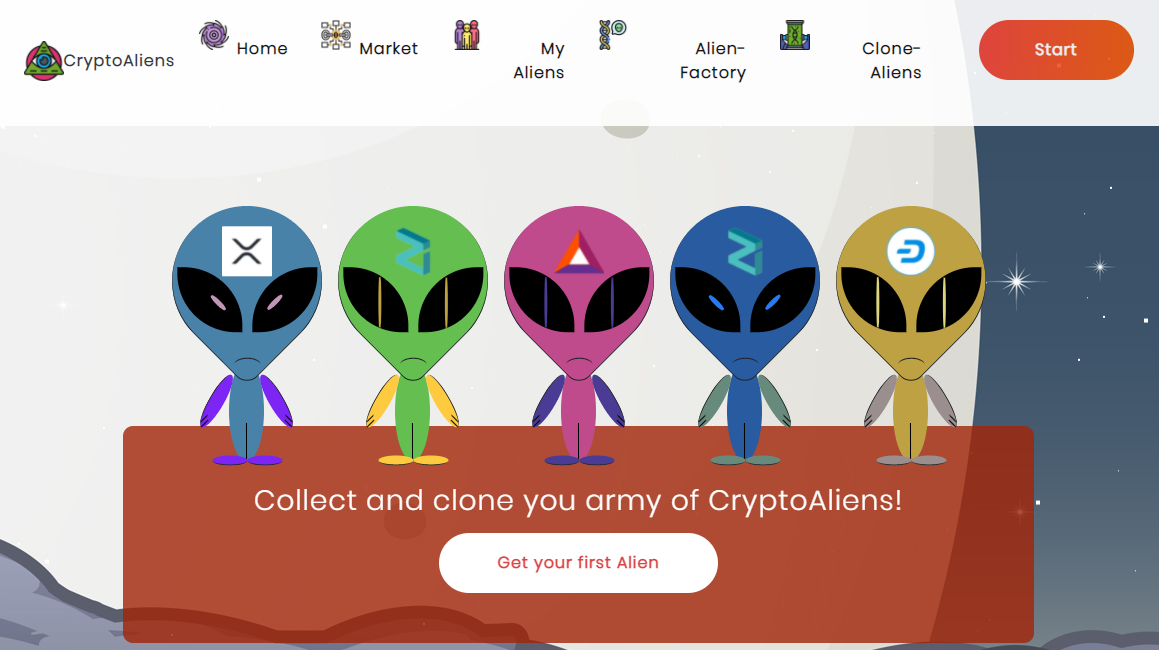 CryptoAliens
Home
Market
My
Aliens
Alien-
Factory
Clone-
Aliens
Start
Collect and clone you army of CryptoAliens!
Get your first Alien